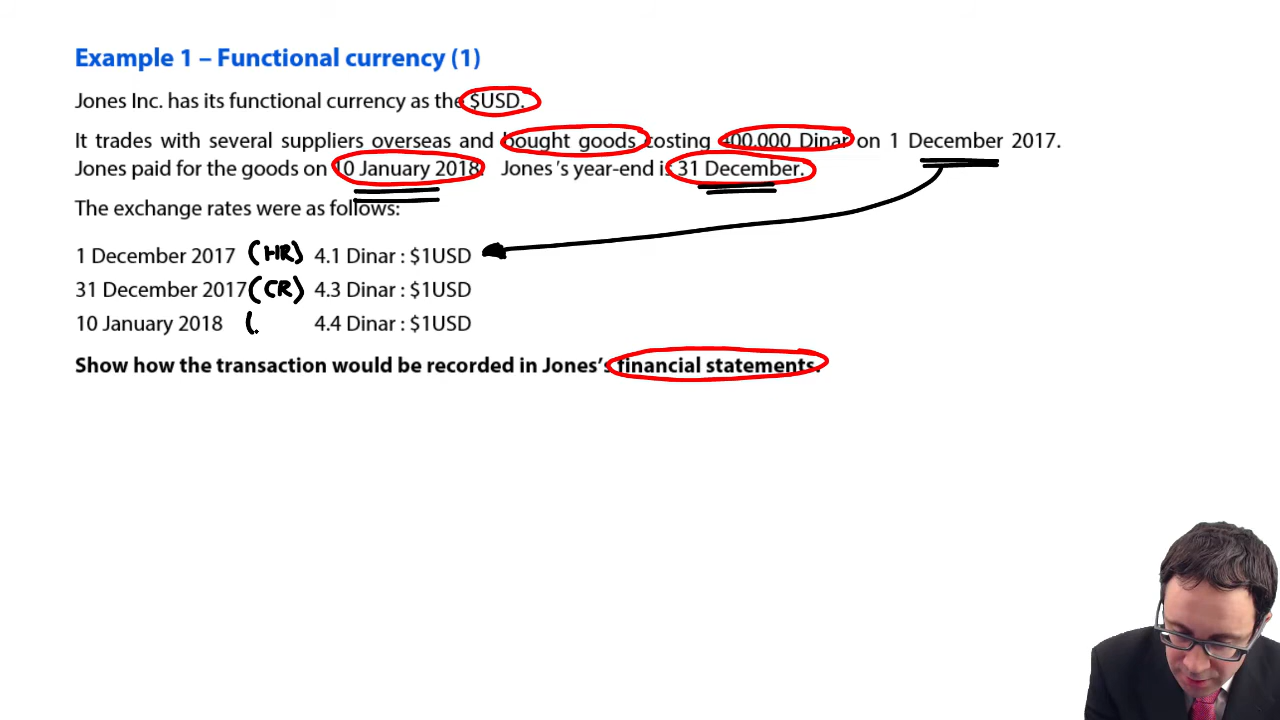 Example 1 – Functional currency (1)
Jones Inc. has its functional currency as the $USD.
It trades with several suppliers overseas and bought goods costing 400,000 Dinar on 1 December 2017.
Jones paid for the goods on 10 January 2018. Jones's year-end is 31 December.
The exchange rates were as follows:
1 December 2017 (HR) 4.1 Dinar : $1USD
31 December 2017 (CR) 4.3 Dinar : $1USD
10 January 2018 ( 4.4 Dinar : $1USD
Show how the transaction would be recorded in Jones's financial statements.